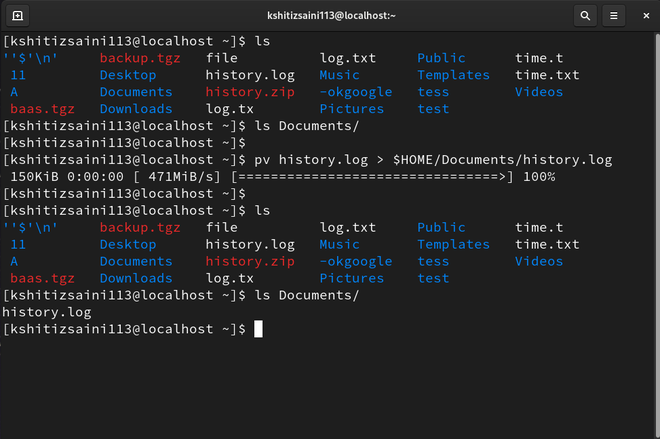 kshitizsaini113@localhost:~
[kshitizsaini113@localhost ~]$ ls
''$'\n' backup.tgz file log.txt Public time.t
11 Desktop history.log Music Templates time.txt
A Documents history.zip -okgoogle tess Videos
baas.tgz Downloads log.tx Pictures test
[kshitizsaini113@localhost ~]$ ls Documents/
[kshitizsaini113@localhost ~]$
[kshitizsaini113@localhost ~]$ pv history.log > $HOME/Documents/history.log
150KiB 0:00:00 [ 471MiB/s] [================================>] 100%
[kshitizsaini113@localhost ~]$
[kshitizsaini113@localhost ~]$ ls
''$'\n' backup.tgz file log.txt Public time.t
11 Desktop history.log Music Templates time.txt
A Documents history.zip -okgoogle tess Videos
baas.tgz Downloads log.tx Pictures test
[kshitizsaini113@localhost ~]$ ls Documents/
history.log
[kshitizsaini113@localhost ~]$